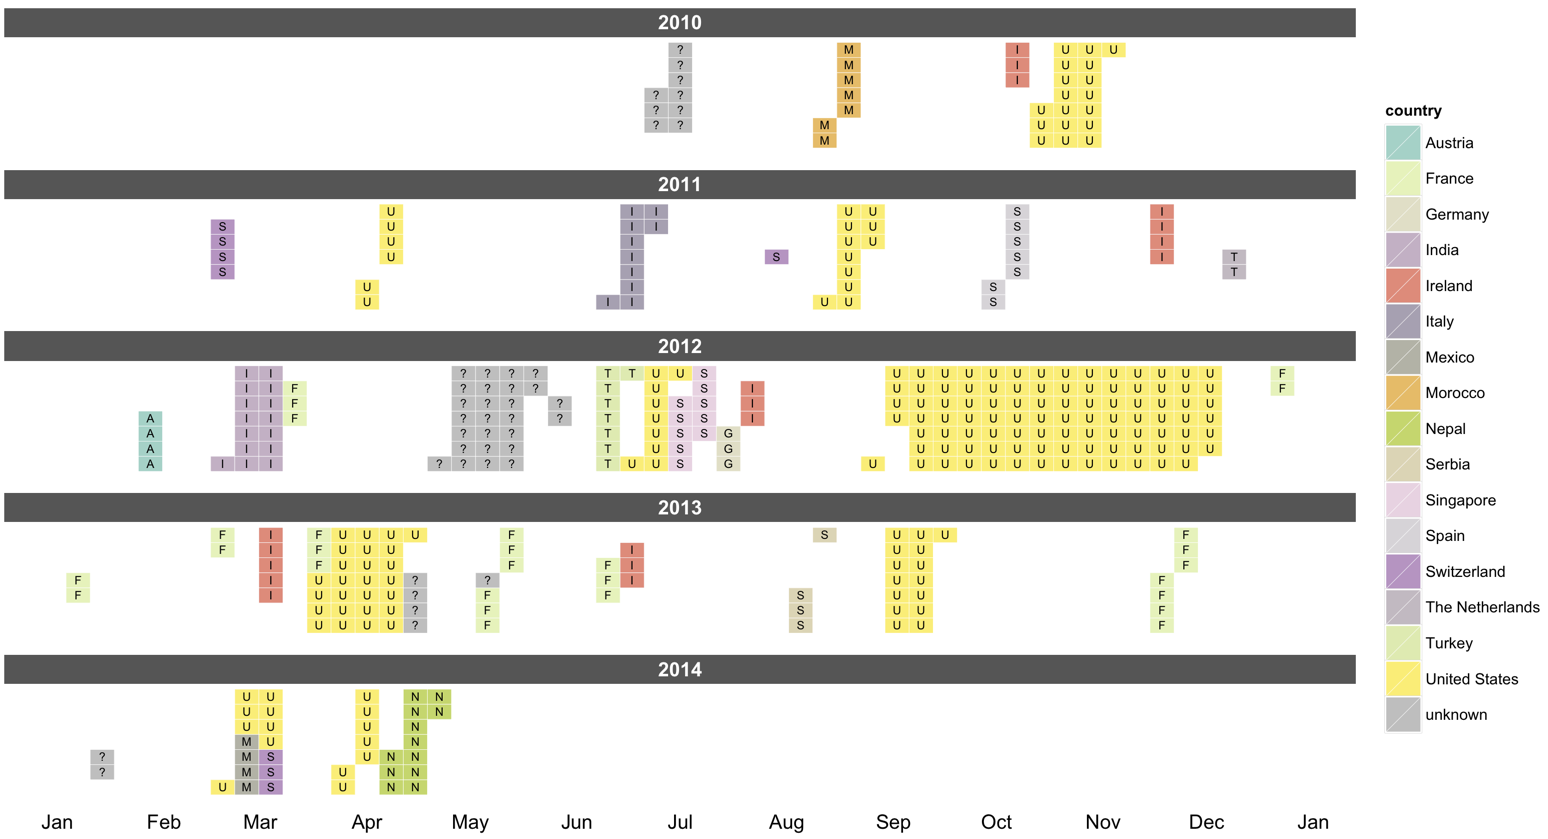 2010
? M I U U U
? M I U U
? M I U U
? ? M U U
? ? M U U U
? ? M U U U
M U U U
2011
U I I U U S I
S U I I U U S I
S U I U U S I
S U I S U S I T
S I U S T
U I U S
U I I U U S
2012
I I ? ? ? ? T T U U S U U U U U U U U U U U U U U F
I I F ? ? ? ? T U S I U U U U U U U U U U U U U U F
I I F ? ? ? ? T U S S I U U U U U U U U U U U U U U
A I I F ? ? ? ? T U S S I U U U U U U U U U U U U U U
A I I ? ? ? T U S S G U U U U U U U U U U U U U
A I I ? ? ? T U S G U U U U U U U U U U U U U
A I I I ? ? ? ? T U U S G U U U U U U U U U U U U U
2013
F I F U U U U F S U U U F
F I F U U U F I U U F
I F U U U F F I U U F
F I U U U U ? ? F I U U F
F I U U U U ? F F S U U F
U U U U ? F S U U F
U U U U ? F S U U F
2014
U U U N N
U U U N N
U U U N
M U U N
? M S U N N
? M S U N N
U M S U N N
Jan Feb Mar Apr May Jun Jul Aug Sep Oct Nov Dec Jan
country
Austria
France
Germany
India
Ireland
Italy
Mexico
Morocco
Nepal
Serbia
Singapore
Spain
Switzerland
The Netherlands
Turkey
United States
unknown